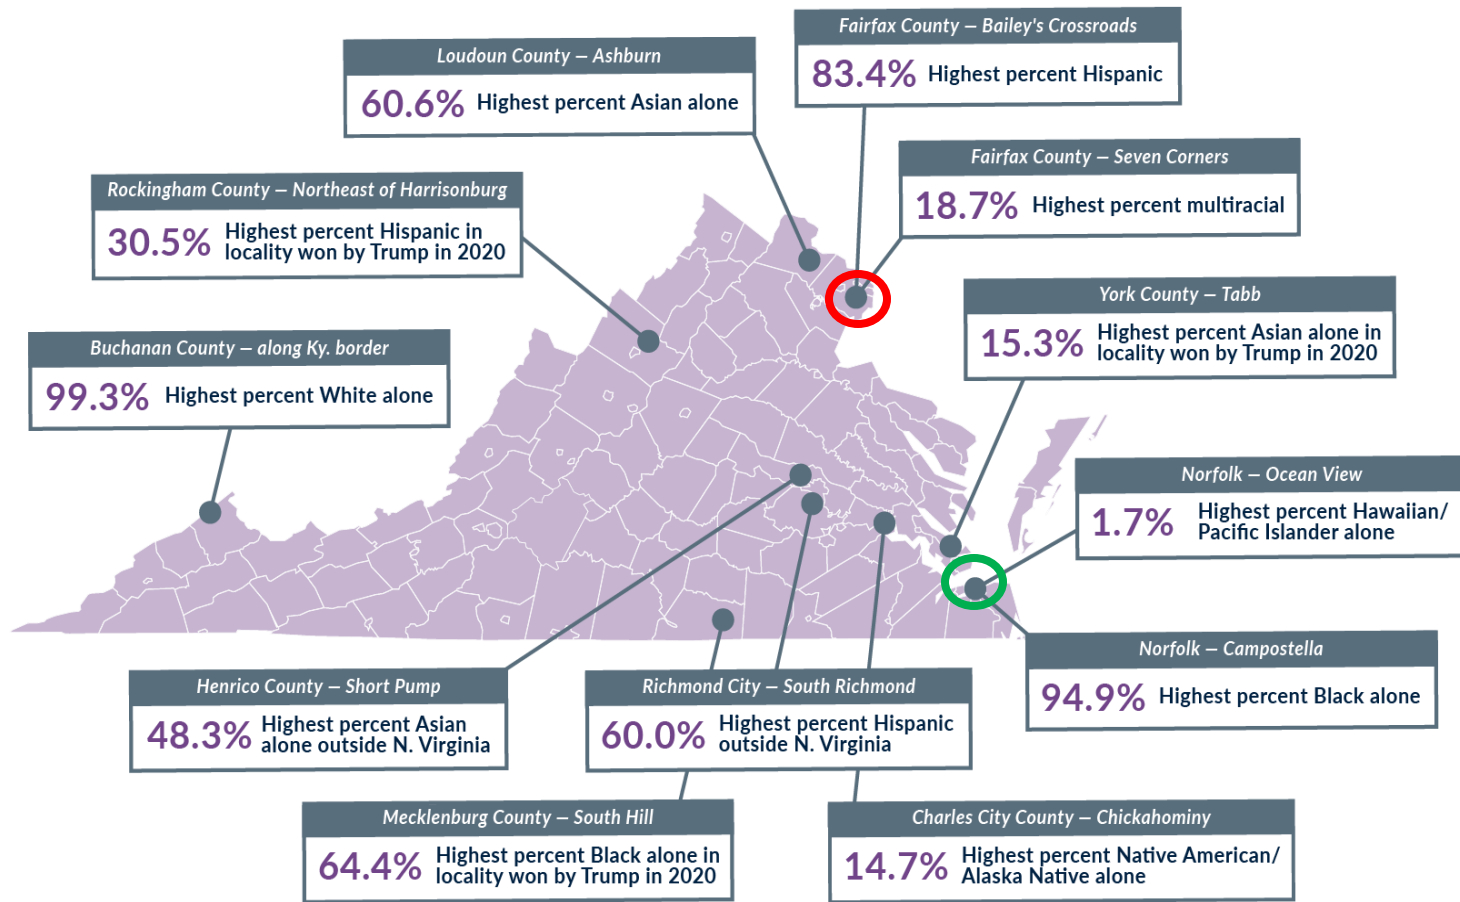 Fairfax County – Bailey's Crossroads
83.4% Highest percent Hispanic
Loudoun County – Ashburn
60.6% Highest percent Asian alone
Fairfax County – Seven Corners
18.7% Highest percent multiracial
Rockingham County – Northeast of Harrisonburg
30.5% Highest percent Hispanic in
locality won by Trump in 2020
York County – Tabb
15.3% Highest percent Asian alone in
locality won by Trump in 2020
Buchanan County – along Ky. border
99.3% Highest percent White alone
Norfolk – Ocean View
1.7% Highest percent Hawaiian/
Pacific Islander alone
Norfolk – Campostella
94.9% Highest percent Black alone
Henrico County – Short Pump
48.3% Highest percent Asian
alone outside N. Virginia
Richmond City – South Richmond
60.0% Highest percent Hispanic
outside N. Virginia
Mecklenburg County – South Hill
64.4% Highest percent Black alone in
locality won by Trump in 2020
Charles City County – Chickahominy
14.7% Highest percent Native American/
Alaska Native alone